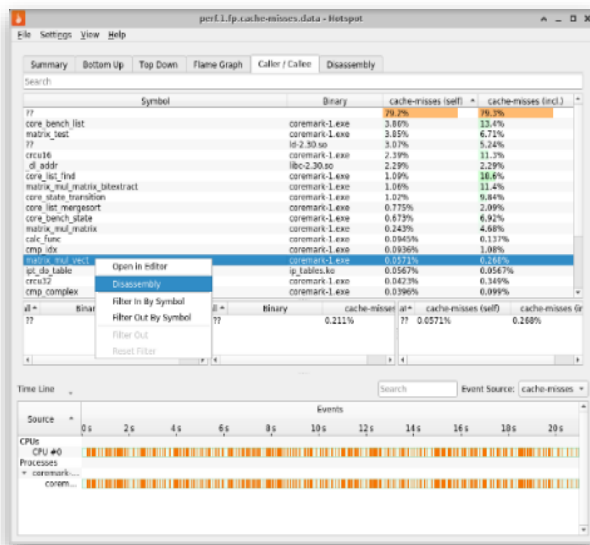 perf.1.fp.cache-misses.data - Hotspot
File Settings View Help
Summary Bottom Up Top Down Flame Graph Caller / Callee Disassembly
Search
Symbol Binary cache-misses (self) cache-misses (incl.)
?? 79.2% 79.3%
core_bench_list coremark-1.exe 3.86% 13.4%
matrix_test coremark-1.exe 3.85% 6.71%
?? ld-2.30.so 3.07% 5.24%
crcu16 coremark-1.exe 2.39% 11.3%
_dl_addr libc-2.30.so 2.29% 2.29%
core_list_find coremark-1.exe 1.09% 18.6%
matrix_mul_matrix_bitextract coremark-1.exe 1.06% 11.4%
core_state_transition coremark-1.exe 1.02% 9.84%
core_list_mergesort coremark-1.exe 0.775% 2.09%
core_bench_state coremark-1.exe 0.673% 6.92%
matrix_mul_matrix coremark-1.exe 0.243% 4.68%
calc_func coremark-1.exe 0.0945% 0.137%
cmp_idx coremark-1.exe 0.0936% 1.08%
matrix_mul_vect coremark-1.exe 0.0571% 0.268%
ipt_do_table ip_tables.ko 0.0567% 0.0567%
crcu32 coremark-1.exe 0.0423% 0.349%
cmp_complex coremark-1.exe 0.0396% 0.099%
Open in Editor
Disassembly
Filter In By Symbol
Filter Out By Symbol
Filter Out
Reset Filter
Binary cache-misses cache-misses (self) cache-misses
?? ?? 0.211% ?? 0.0571% 0.268%
Time Line Search Event Source: cache-misses
Source Events
0s 2s 4s 6s 8s 10s 12s 14s 16s 18s 20s
CPUs
CPU #0
Processes
coremark-...
corem...